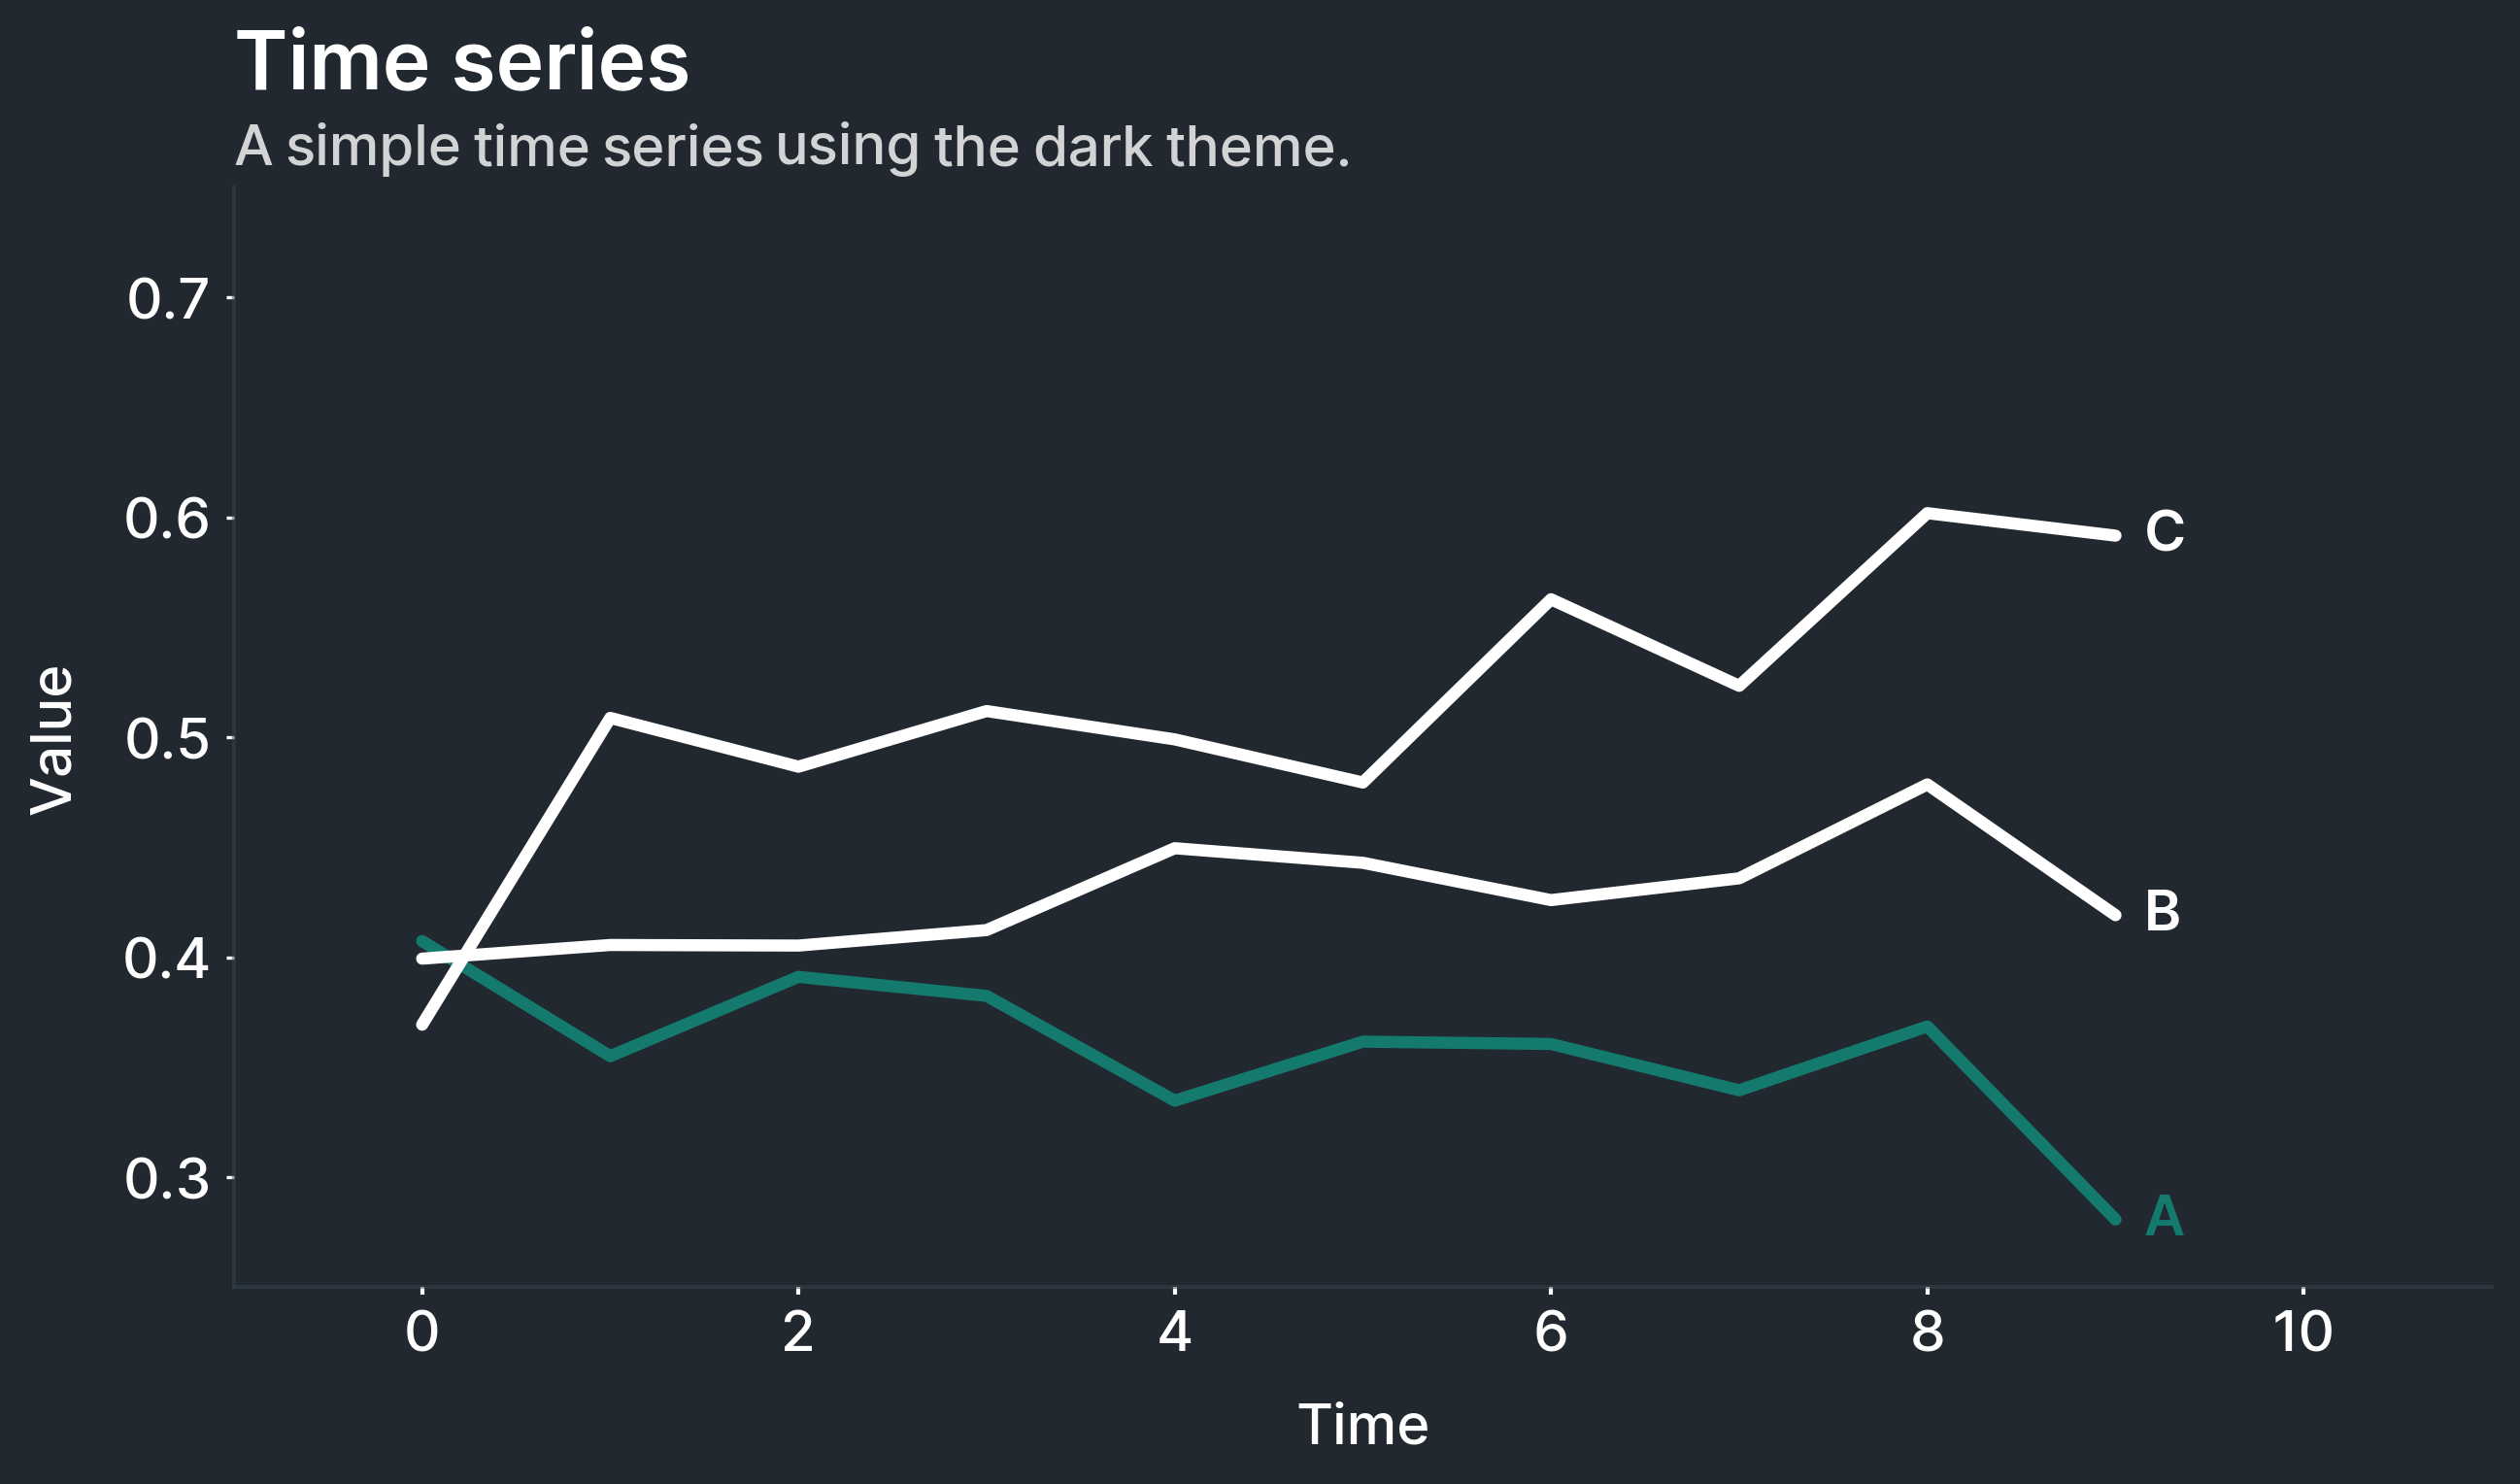 Time series
A simple time series using the dark theme.
0.7
0.6
C
0.5
Value
B
0.4
0.3
A
0 2 4 6 8 10
Time